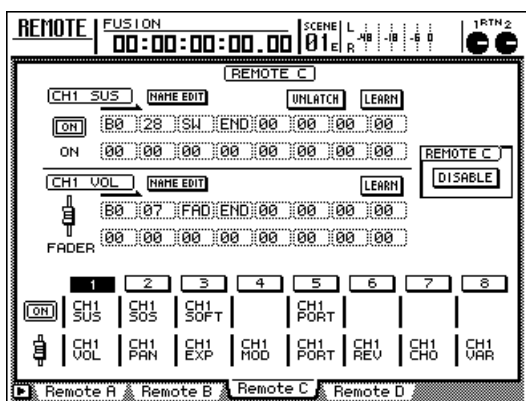 REMOTE FUSION SCENE L -48 -18 -6 0 1RTN2
00:00:00:00.00 01E R
REMOTE C
CH1 SUS NAME EDIT UNLATCH LEARN
ON B0 28 SW END 00 00 00 00
ON 00 00 00 00 00 00 00 00
REMOTE C
DISABLE
CH1 VOL NAME EDIT LEARN
B0 07 FAD END 00 00 00 00
FADER 00 00 00 00 00 00 00 00
1 2 3 4 5 6 7 8
ON CH1 SUS CH1 SOS CH1 SOFT CH1 PORT
CH1 VOL CH1 PAN CH1 EXP CH1 MOD CH1 PORT CH1 REV CH1 CHO CH1 VAR
Remote A Remote B Remote C Remote D